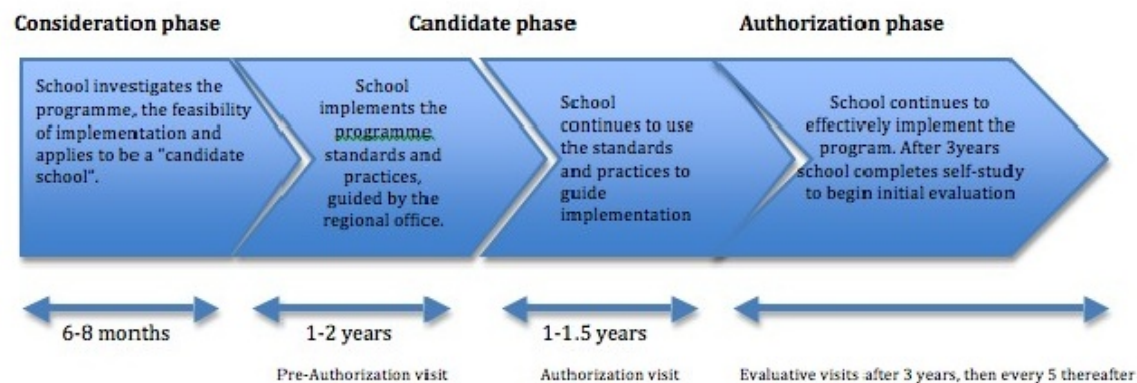 Consideration phase
Candidate phase
Authorization phase
School investigates the
programme, the feasibility
of implementation and
applies to be a "candidate
school".
School
implements the
programme
standards and
practices,
guided by the
regional office.
School
continues to use
the standards
and practices to
guide
implementation
School continues to
effectively implement the
program. After 3years
school completes self-study
to begin initial evaluation
6-8 months
1-2 years
1-1.5 years
Pre-Authorization visit
Authorization visit
Evaluative visits after 3 years, then every 5 thereafter